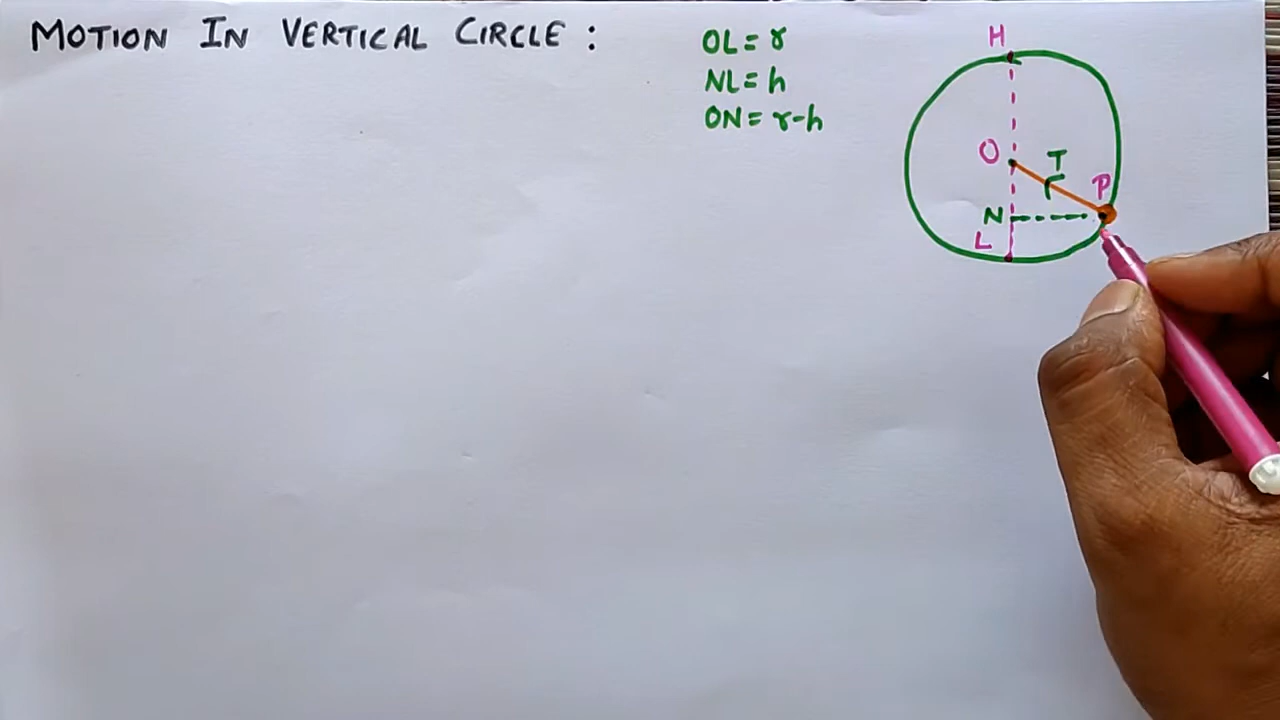 MOTION IN VERTICAL CIRCLE :
OL = r
NL = h
ON = r-h
H
O
T
P
N
L